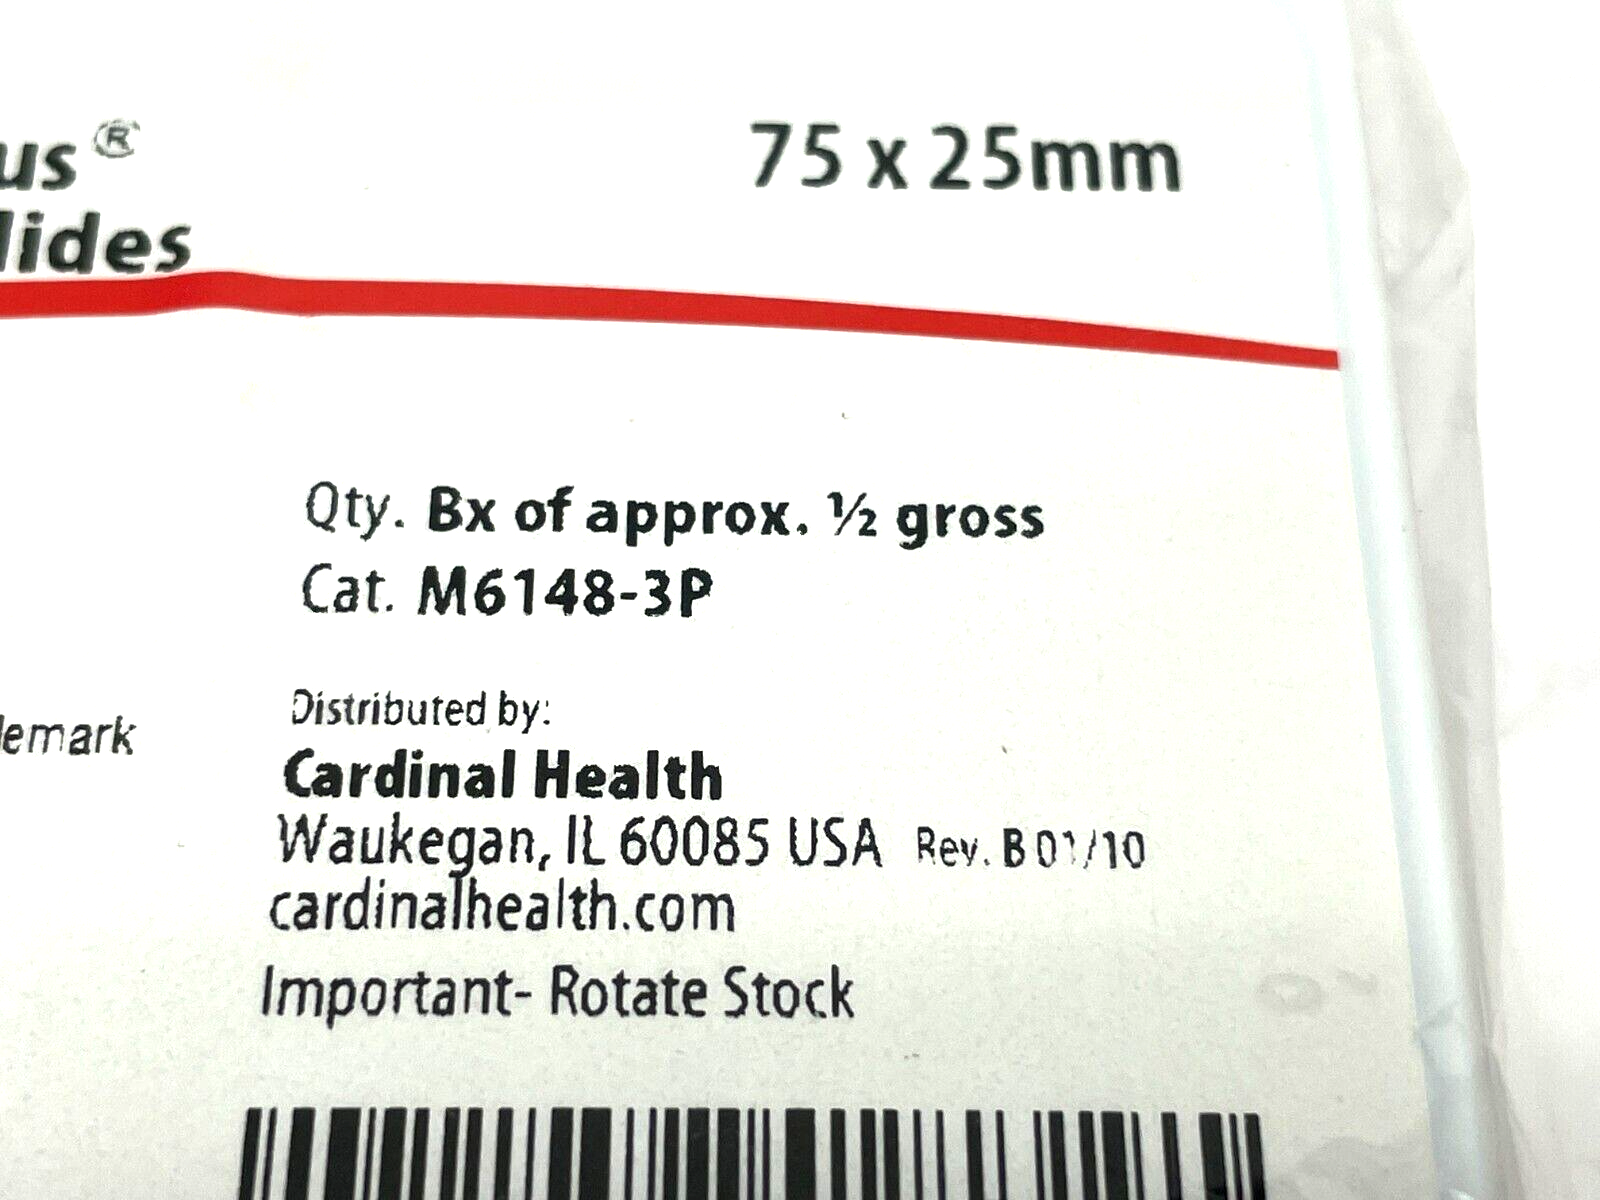 us®
75 x 25mm
lides
Qty. Bx of approx. ½ gross
Cat. M6148-3P
Distributed by:
emark
Cardinal Health
Waukegan, IL 60085 USA Rev. B 01/10
cardinalhealth.com
Important- Rotate Stock